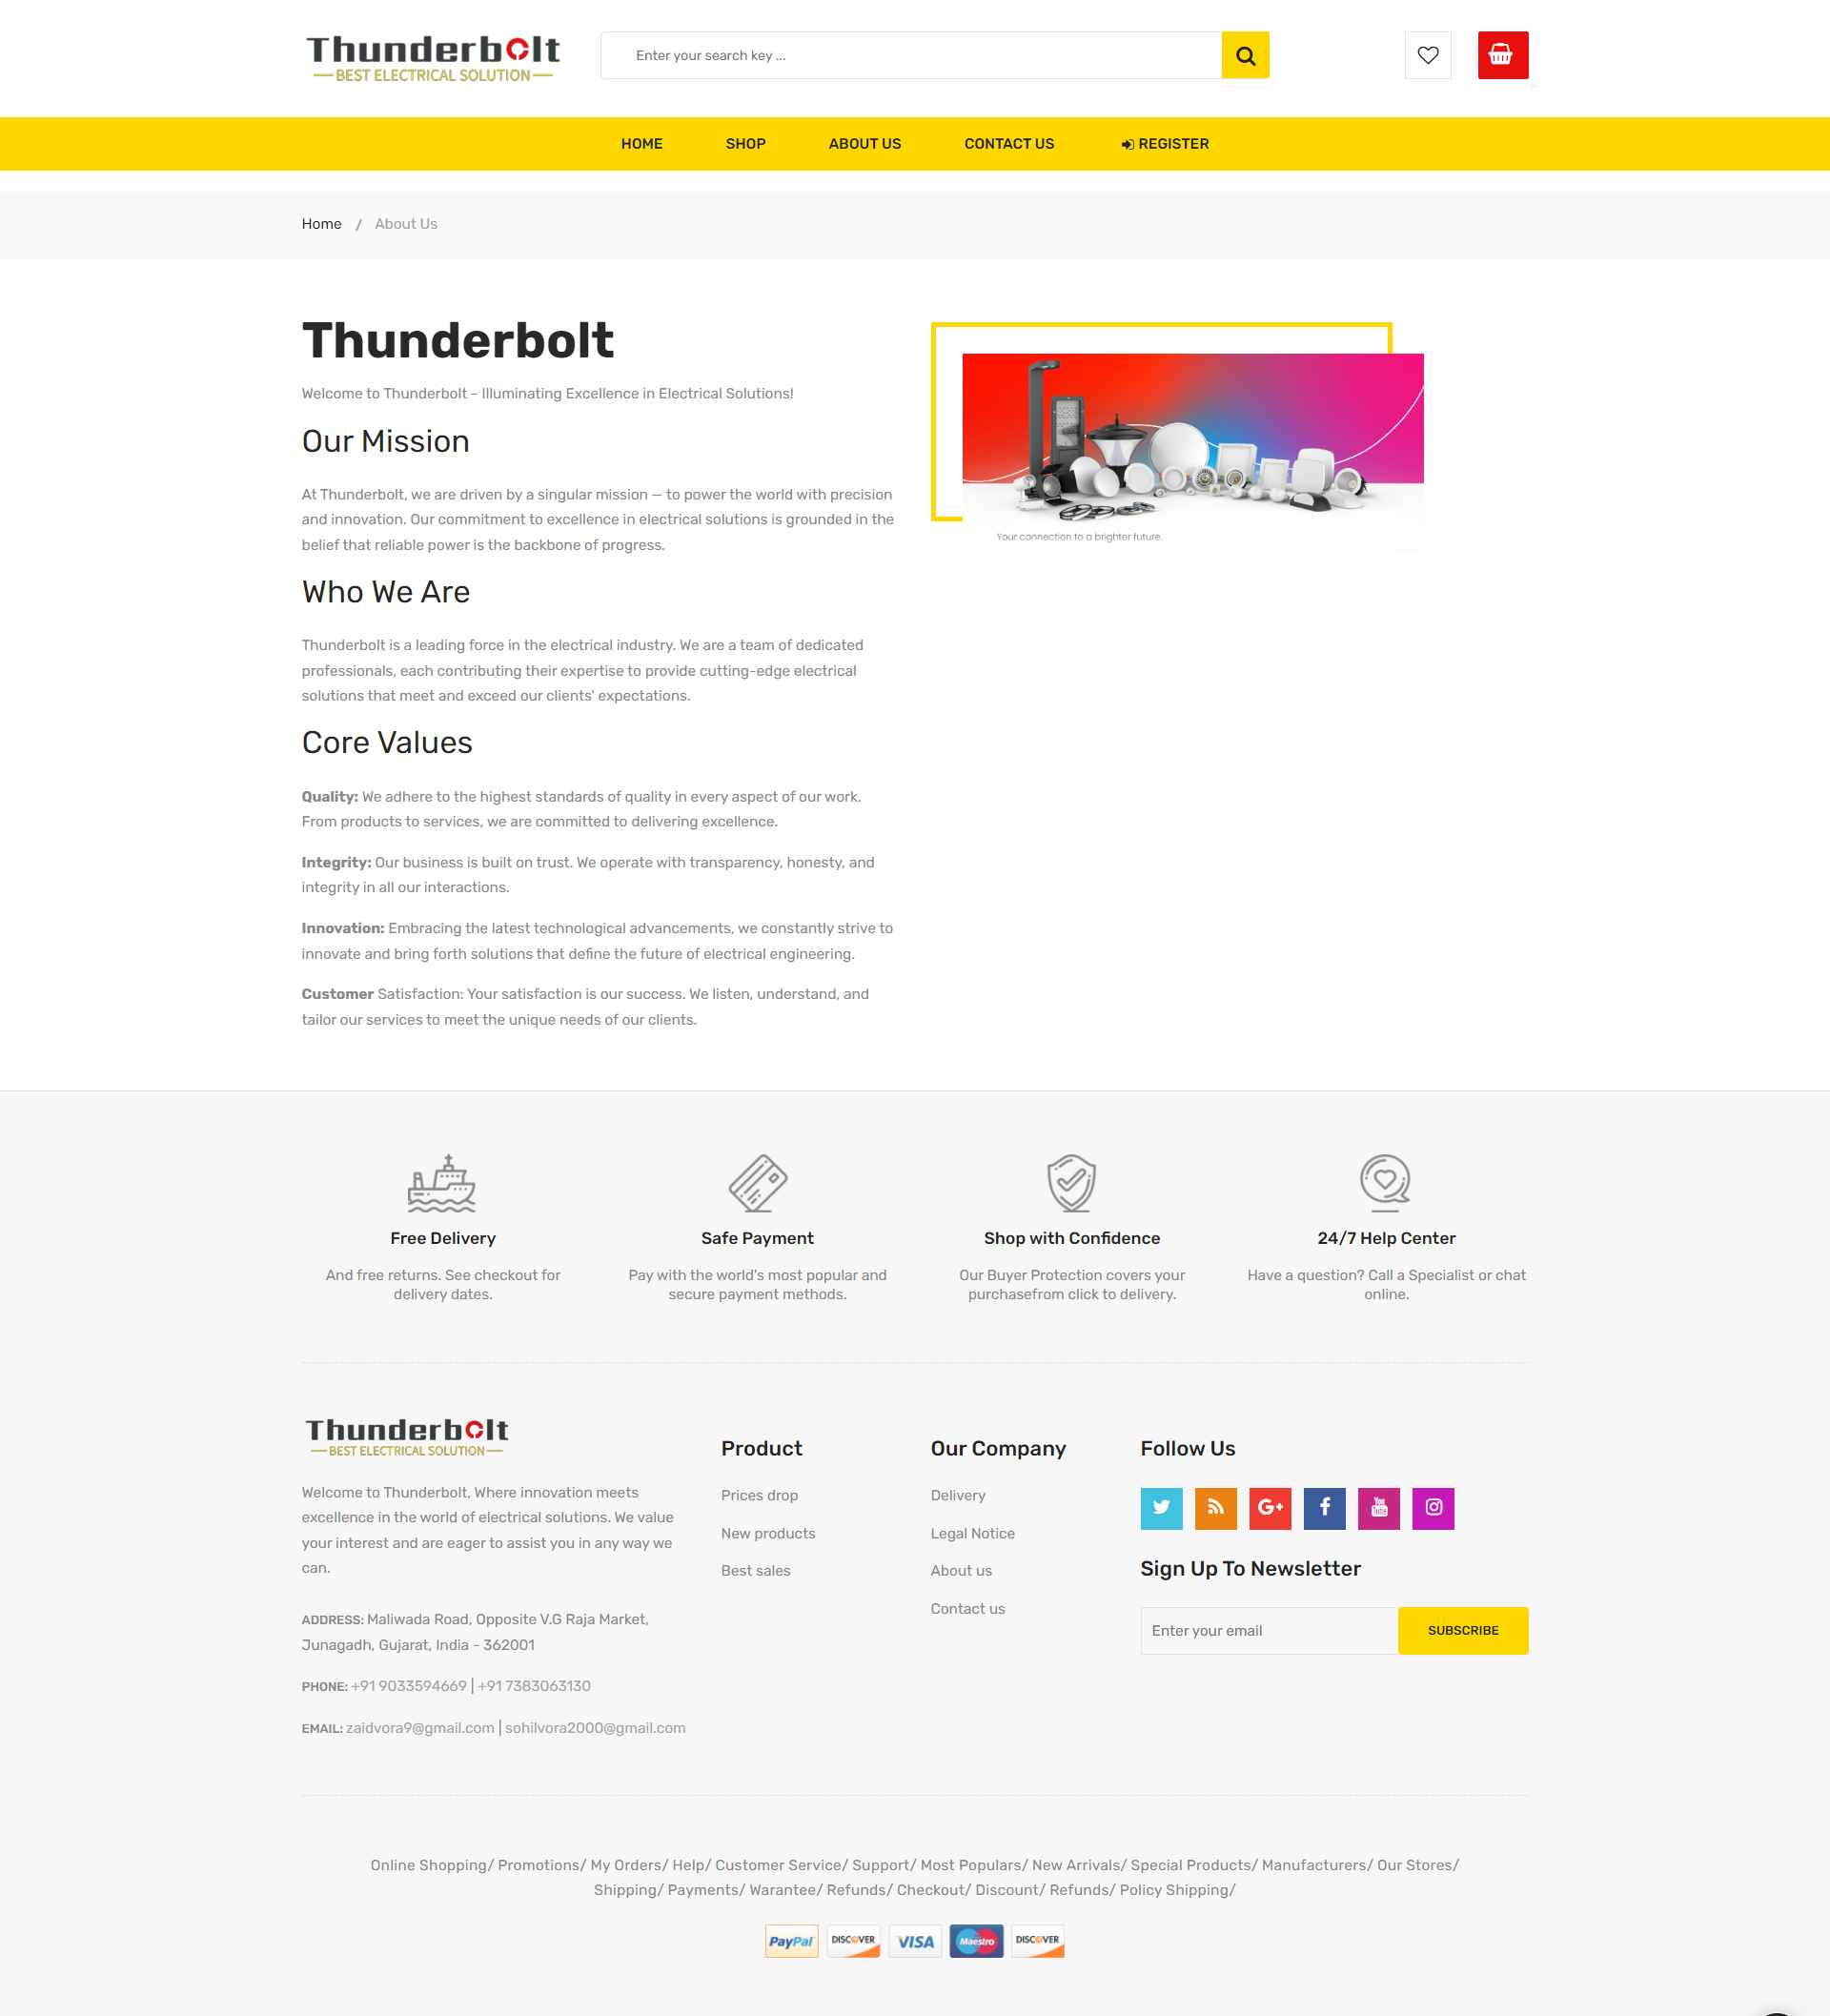 Thunderbolt
BEST ELECTRICAL SOLUTION
Enter your search key ...
HOME
SHOP
ABOUT US
CONTACT US
REGISTER
Home / About Us
Thunderbolt
Welcome to Thunderbolt - Illuminating Excellence in Electrical Solutions!
Our Mission
At Thunderbolt, we are driven by a singular mission — to power the world with precision
and innovation. Our commitment to excellence in electrical solutions is grounded in the
belief that reliable power is the backbone of progress.
Who We Are
Thunderbolt is a leading force in the electrical industry. We are a team of dedicated
professionals, each contributing their expertise to provide cutting-edge electrical
solutions that meet and exceed our clients' expectations.
Core Values
Quality: We adhere to the highest standards of quality in every aspect of our work.
From products to services, we are committed to delivering excellence.
Integrity: Our business is built on trust. We operate with transparency, honesty, and
integrity in all our interactions.
Innovation: Embracing the latest technological advancements, we constantly strive to
innovate and bring forth solutions that define the future of electrical engineering.
Customer Satisfaction: Your satisfaction is our success. We listen, understand, and
tailor our services to meet the unique needs of our clients.
Your connection to a brighter future.
Free Delivery
And free returns. See checkout for
delivery dates.
Safe Payment
Pay with the world's most popular and
secure payment methods.
Shop with Confidence
Our Buyer Protection covers your
purchasefrom click to delivery.
24/7 Help Center
Have a question? Call a Specialist or chat
online.
Thunderbolt
BEST ELECTRICAL SOLUTION
Welcome to Thunderbolt, Where innovation meets
excellence in the world of electrical solutions. We value
your interest and are eager to assist you in any way we
can.
ADDRESS: Maliwada Road, Opposite V.G Raja Market,
Junagadh, Gujarat, India - 362001
PHONE: +91 9033594669 | +91 7383063130
EMAIL: zaidvora9@gmail.com | sohilvora2000@gmail.com
Product
Prices drop
New products
Best sales
Our Company
Delivery
Legal Notice
About us
Contact us
Follow Us
G+
f
You
Tube
Sign Up To Newsletter
Enter your email
SUBSCRIBE
Online Shopping/ Promotions/ My Orders/ Help/ Customer Service/ Support/ Most Populars/ New Arrivals/ Special Products/ Manufacturers/ Our Stores/
Shipping/ Payments/ Warantee/ Refunds/ Checkout/ Discount/ Refunds/ Policy Shipping/
PayPal
DISCOVER
VISA
Maestro
DISCOVER